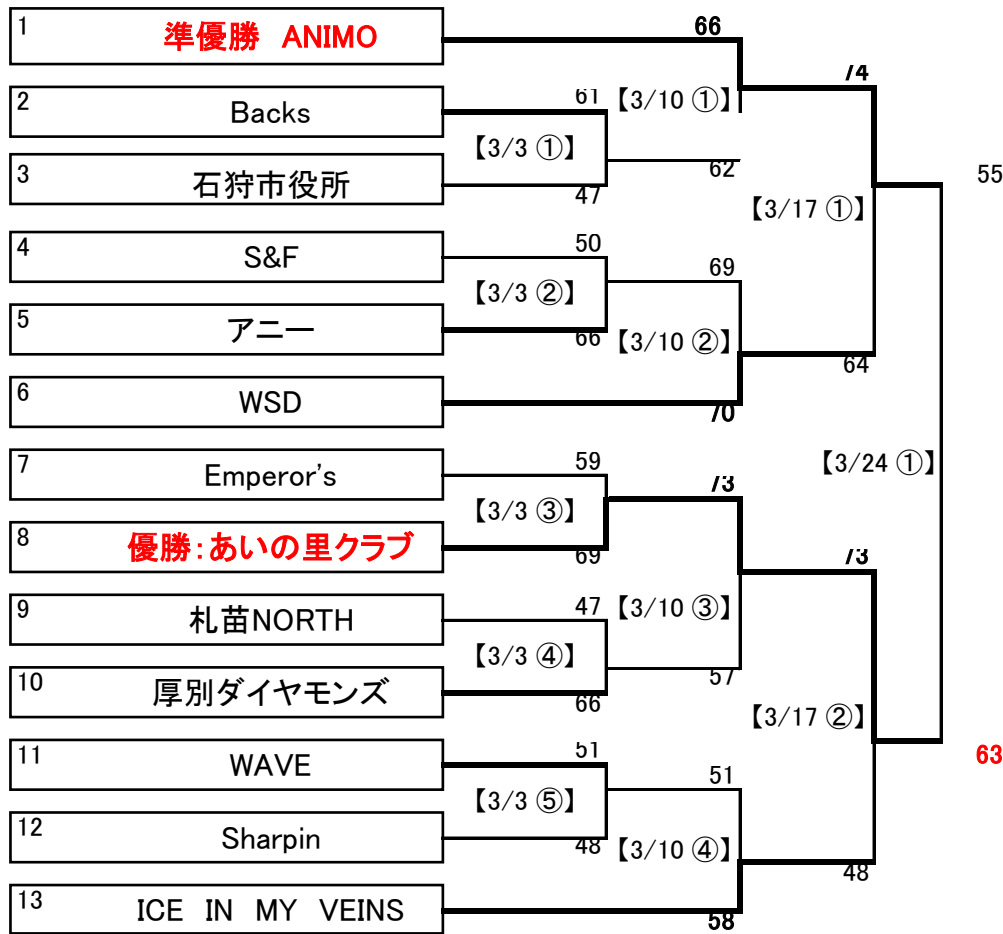 1 準優勝 ANIMO
66
74
2 Backs
61
【3/10 ①】
【3/3 ①】
3 石狩市役所
47
62
55
【3/17 ①】
4 S&F
50
69
【3/3 ②】
5 アニー
66
【3/10 ②】
64
6 WSD
70
7 Emperor's
59
73
【3/24 ①】
【3/3 ③】
8 優勝：あいの里クラブ
69
73
9 札苗NORTH
47
【3/10 ③】
【3/3 ④】
10 厚別ダイヤモンズ
66
57
【3/17 ②】
11 WAVE
51
51
63
【3/3 ⑤】
12 Sharpin
48
【3/10 ④】
48
13 ICE IN MY VEINS
58